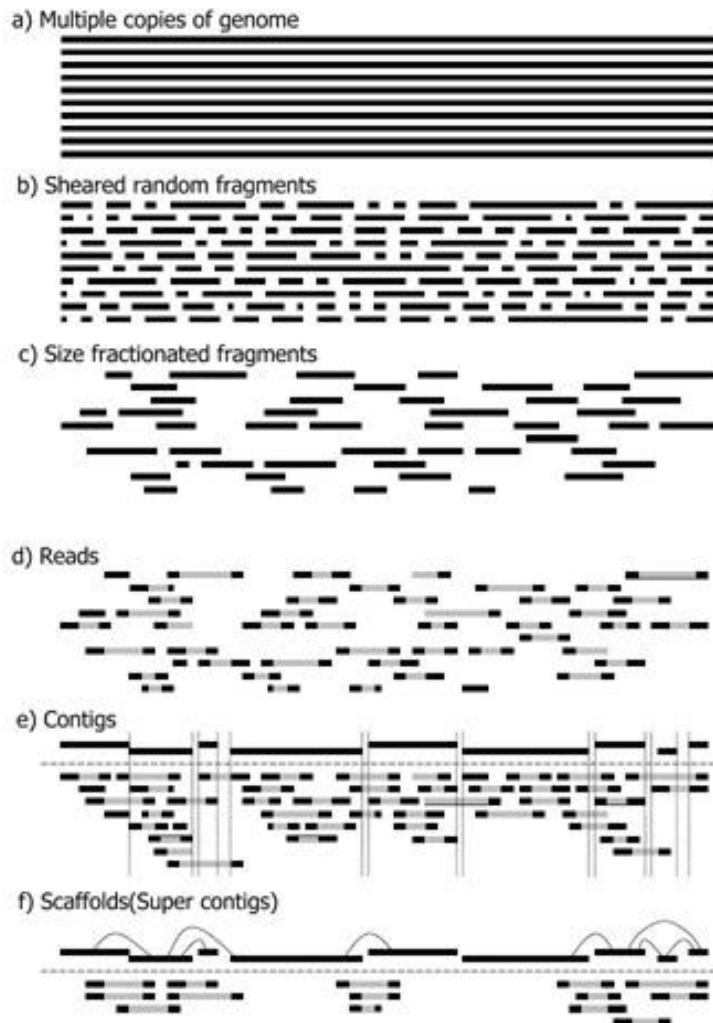 a) Multiple copies of genome
b) Sheared random fragments
c) Size fractionated fragments
d) Reads
e) Contigs
f) Scaffolds(Super contigs)